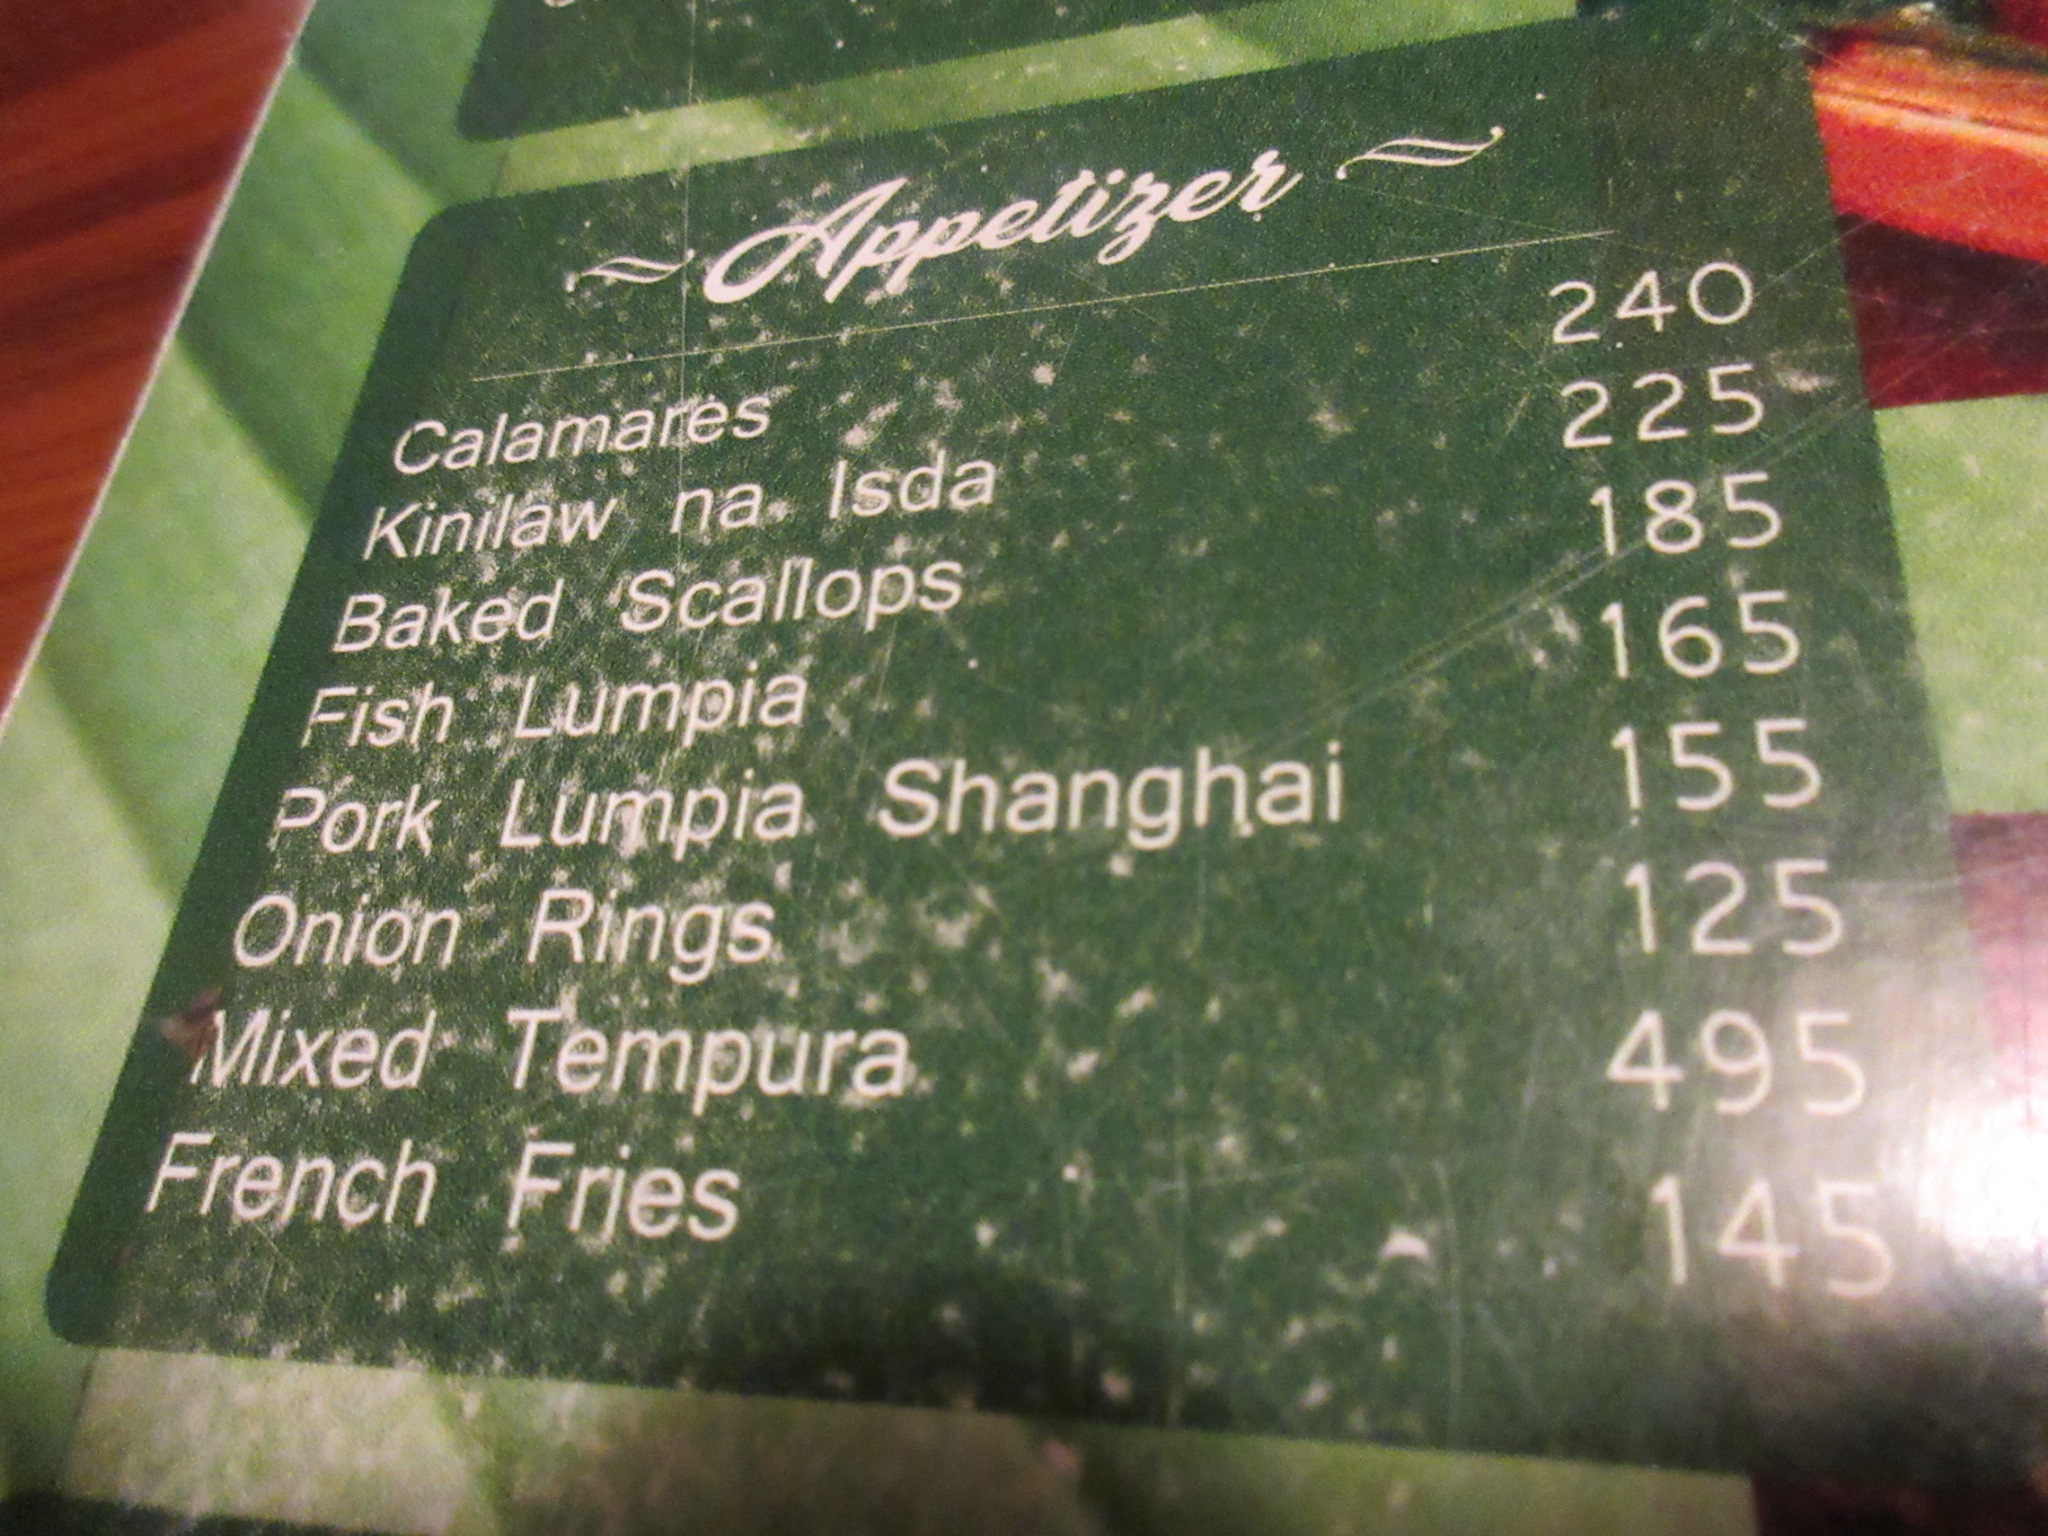 ~ Appetizer ~
Calamares 240
Kinilaw na Isda 225
Baked Scallops 185
Fish Lumpia 165
Pork Lumpia Shanghai 155
Onion Rings 125
Mixed Tempura 495
French Fries 145